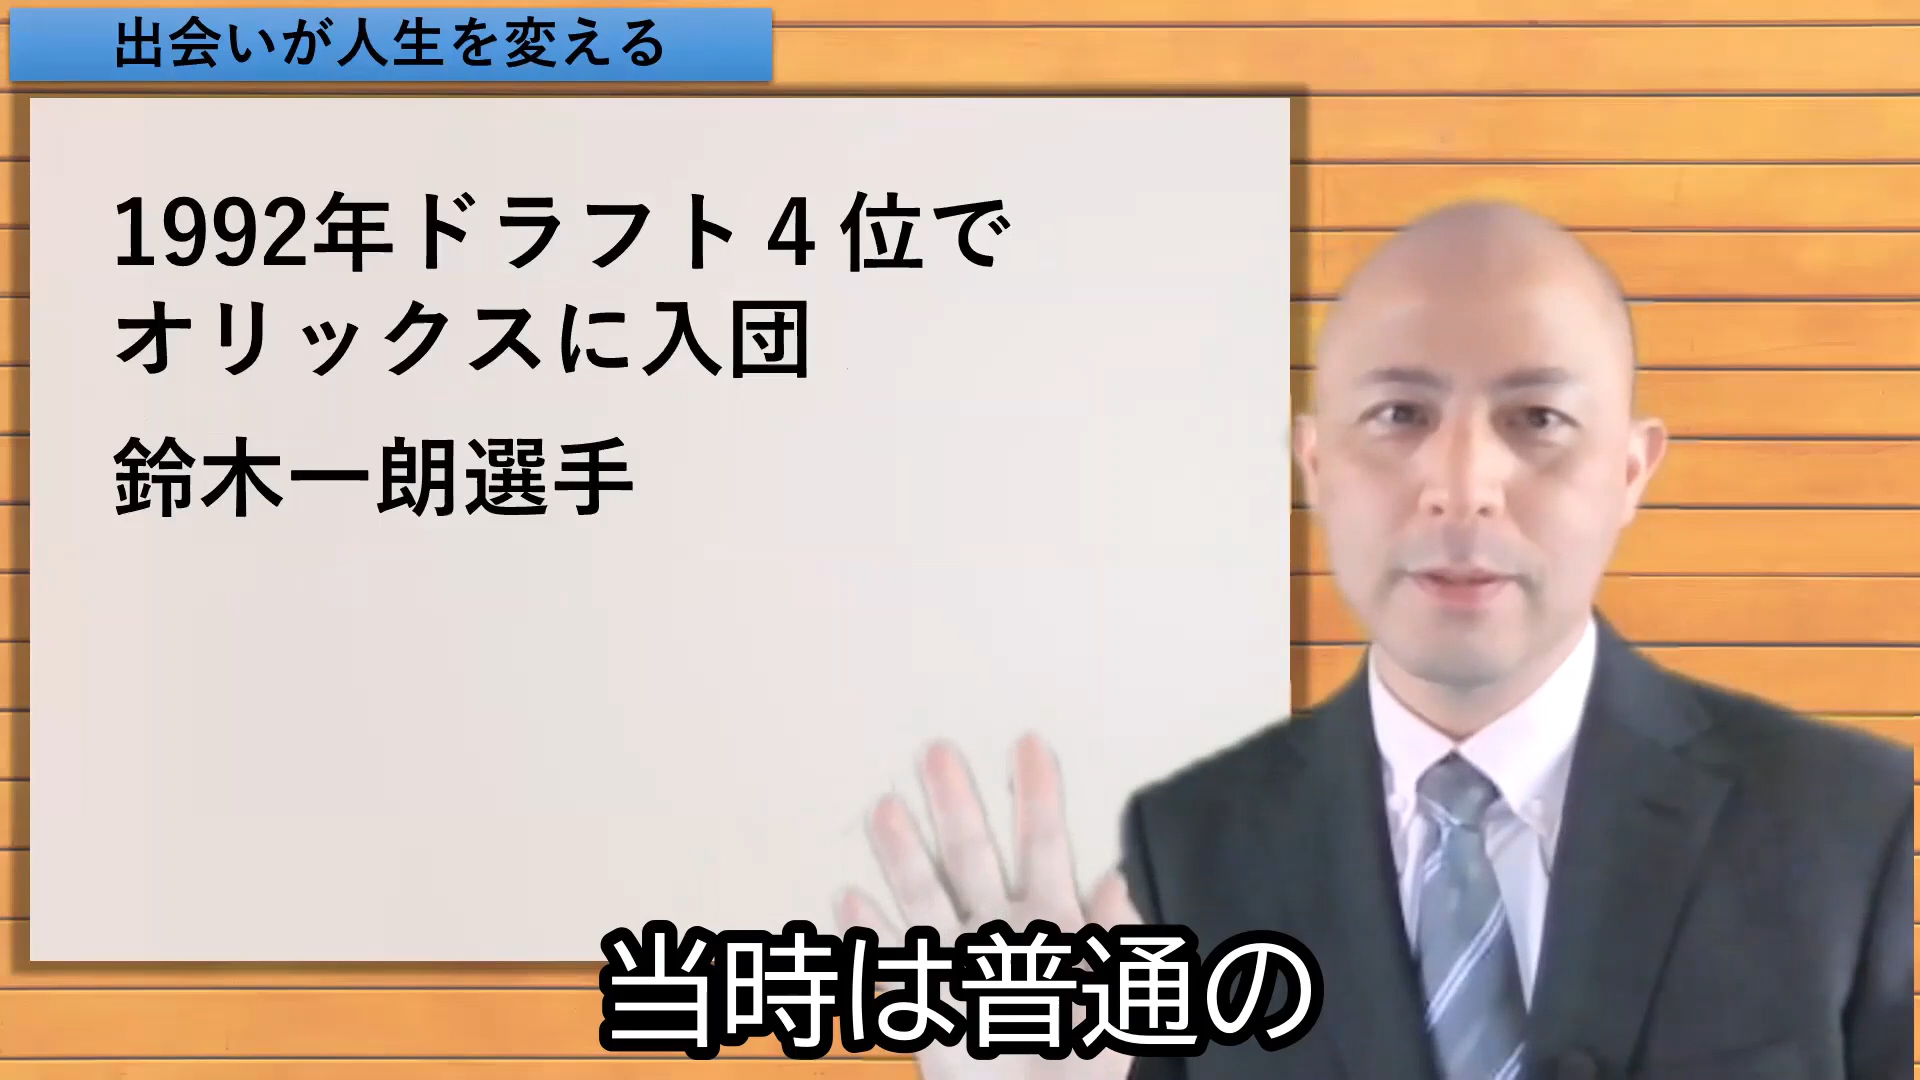 出会いが人生を変える
1992年ドラフト４位で
オリックスに入団
鈴木一朗選手
当時は普通の